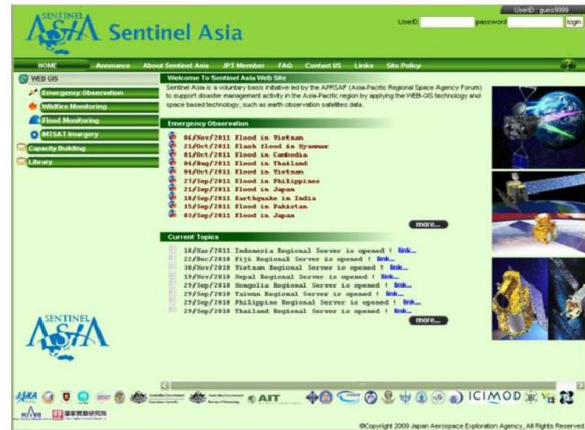 UserID : guest9999
SENTINEL
ASIA
Sentinel Asia
UserID
password
login
HOME
Announce
About Sentinel Asia
JPT Member
FAQ
Contact US
Links
Site Policy
WEB GIS
Emergency Observation
Wildfire Monitoring
Flood Monitoring
MTSAT Imargery
Capacity Building
Library
Welcome To Sentinel Asia Web Site
Sentinel Asia is a voluntary basis initiative led by the APRSAF (Asia-Pacific Regional Space Agency Forum)
to support disaster management activity in the Asia-Pacific region by applying the WEB-GIS technology and
space based technology, such as earth observation satellites data.
Emergency Observation
06/Nov/2011 Flood in Vietnam
21/Oct/2011 Flash flood in Myanmar
01/Oct/2011 Flood in Cambodia
04/Aug/2011 Flood in Thailand
04/Oct/2011 Flood in Vietnam
27/Sep/2011 Flood in Philippines
21/Sep/2011 Flood in Japan
18/Sep/2011 Earthquake in India
15/Sep/2011 Flood in Pakistan
03/Sep/2011 Flood in Japan
more...
Current Topics
18/Mar/2011 Indonesia Regional Server is opened ! link...
22/Dec/2010 Fiji Regional Server is opened ! link...
30/Nov/2010 Vietnam Regional Server is opened ! link...
19/Nov/2010 Nepal Regional Server is opened ! link...
29/Sep/2010 Mongolia Regional Server is opened ! link...
29/Sep/2010 Taiwan Regional Server is opened ! link...
29/Sep/2010 Philippine Regional Server is opened ! link...
29/Sep/2010 Thailand Regional Server is opened ! link...
more...
SENTINEL
ASIA
AIT
ICIMOD
國家實驗研究院
©Copyright 2009 Japan Aerospace Exploration Agency, All Rights Reserved